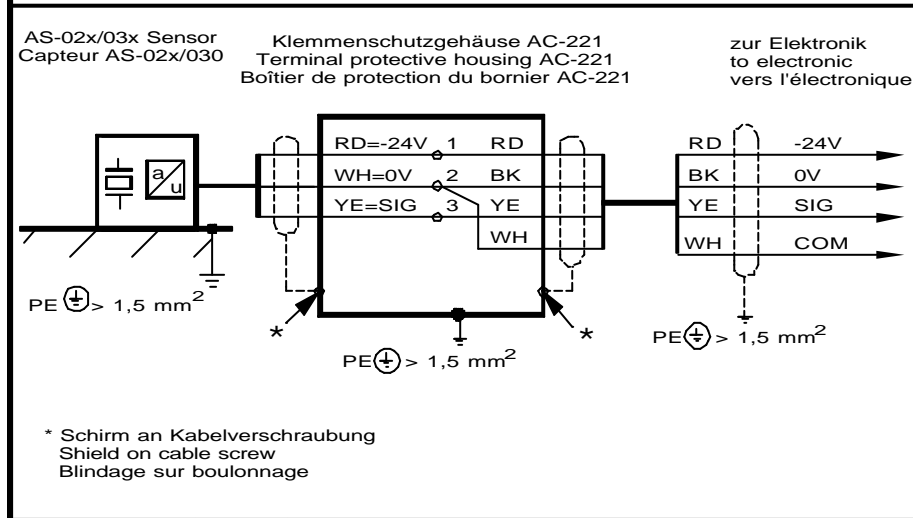 AS-02x/03x Sensor
Capteur AS-02x/030
Klemmenschutzgehäuse AC-221
Terminal protective housing AC-221
Boîtier de protection du bornier AC-221
zur Elektronik
to electronic
vers l'électronique
RD=-24V 1 RD
WH=0V 2 BK
YE=SIG 3 YE
WH
RD -24V
BK 0V
YE SIG
WH COM
a
u
PE > 1,5 mm²
*
*
PE > 1,5 mm²
PE > 1,5 mm²
* Schirm an Kabelverschraubung
Shield on cable screw
Blindage sur boulonnage